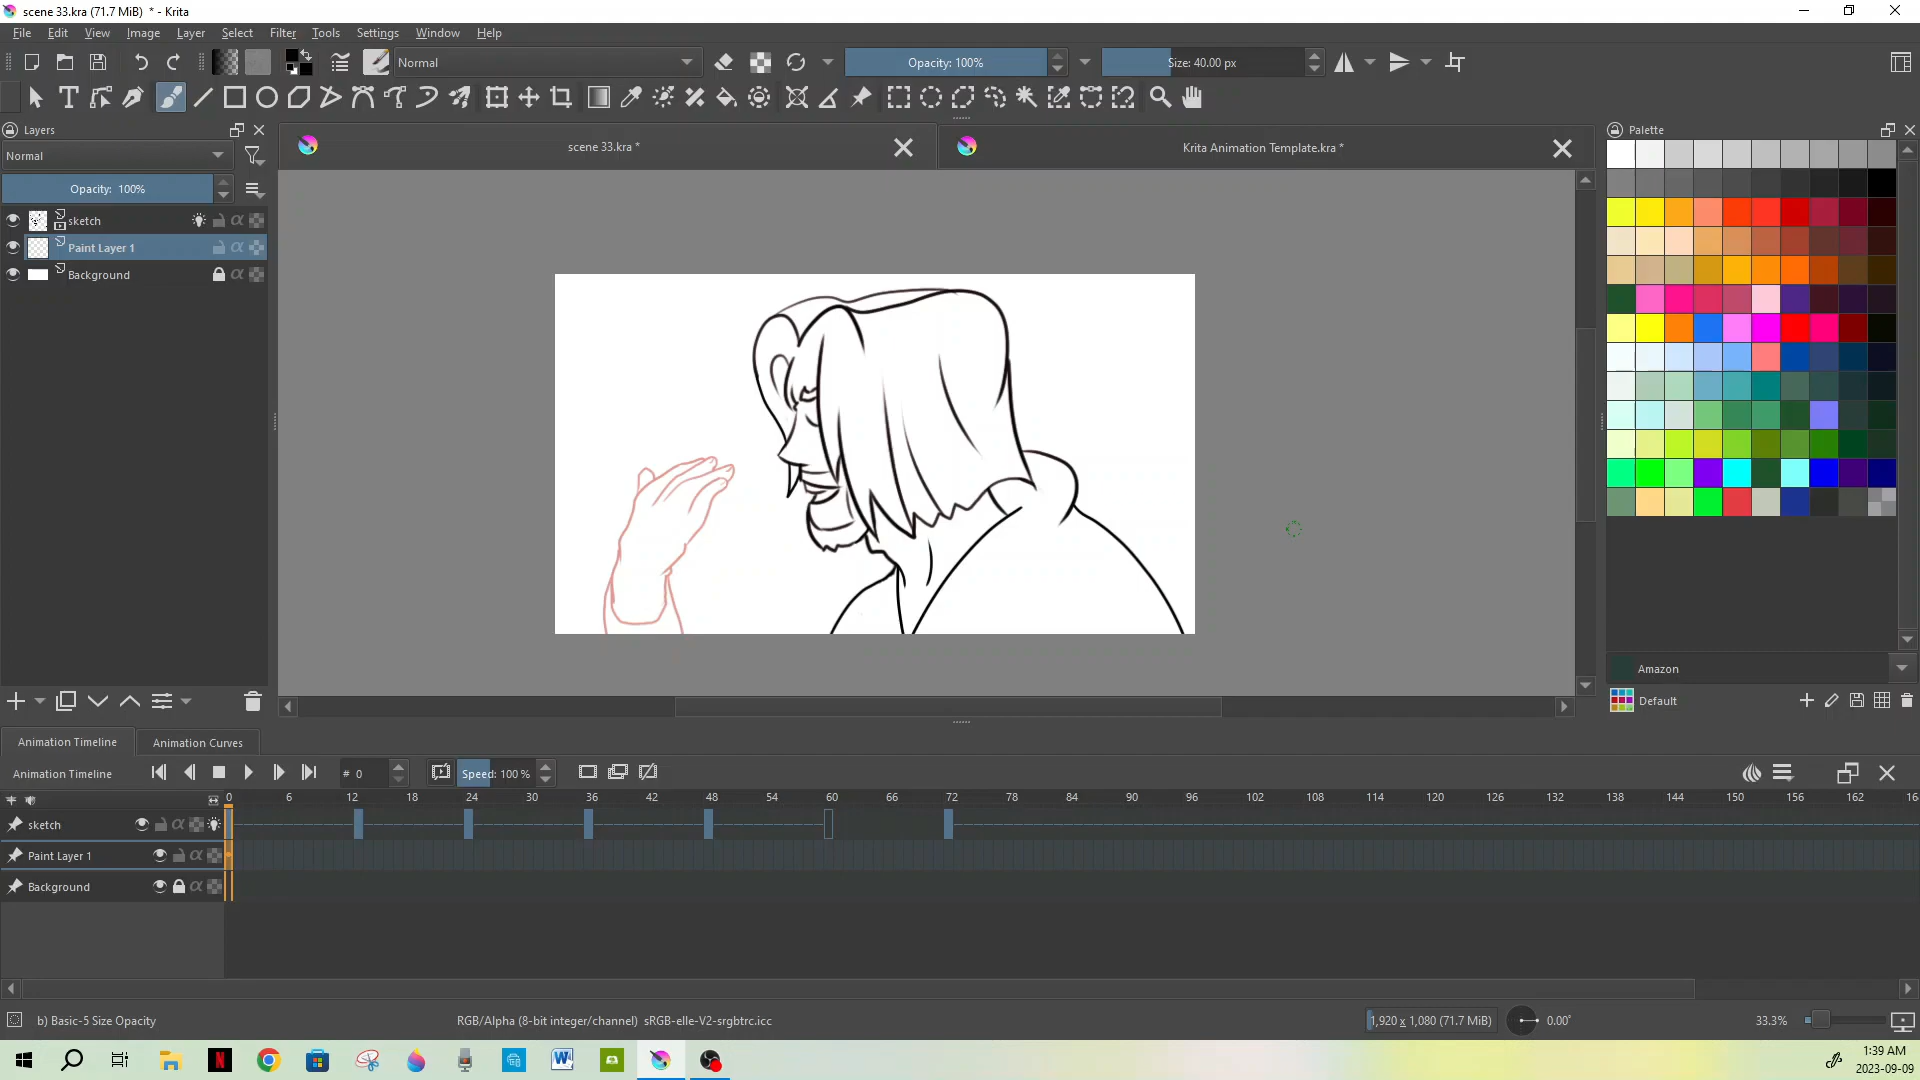 scene 33.kra (71.7 MiB)  * - Krita
File Edit View Image Layer Select Filter Tools Settings Window Help
Normal Opacity: 100% Size: 40.00 px
Layers
scene 33.kra *
Krita Animation Template.kra *
Palette
Normal
Opacity:  100%
sketch
Paint Layer 1
Background
Amazon
Default
Animation Timeline Animation Curves
Animation Timeline # 0 Speed: 100 %
0 6 12 18 24 30 36 42 48 54 60 66 72 78 84 90 96 102 108 114 120 126 132 138 144 150 156 162 16
sketch
Paint Layer 1
Background
b) Basic-5 Size Opacity RGB/Alpha (8-bit integer/channel)  sRGB-elle-V2-srgbtrc.icc 1,920 x 1,080 (71.7 MiB) 0.00° 33.3%
1:39 AM
2023-09-09